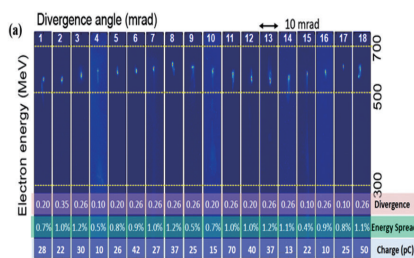 Divergence angle (mrad)
10 mrad
(a)
1 2 3 4 5 6 7 8 9 10 11 12 13 14 15 16 17 18
Electron energy (MeV)
700
500
300
0.20 0.35 0.26 0.10 0.20 0.26 0.26 0.26 0.26 0.20 0.26 0.20 0.26 0.26 0.10 0.26 0.10 0.26 Divergence
0.7% 1.0% 1.2% 0.5% 0.8% 0.9% 1.0% 1.2% 0.5% 0.7% 1.0% 1.0% 1.2% 1.1% 0.4% 0.9% 0.8% 1.1% Energy Spread
28 22 30 10 26 42 27 37 25 15 70 40 37 13 22 10 25 50 Charge (pC)